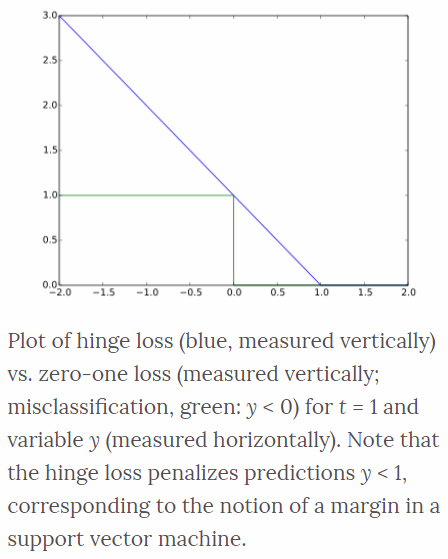 3.0
2.5
2.0
1.5
1.0
0.5
0.0
−2.0 −1.5 −1.0 −0.5 0.0 0.5 1.0 1.5 2.0
Plot of hinge loss (blue, measured vertically)
vs. zero-one loss (measured vertically;
misclassification, green: y < 0) for t = 1 and
variable y (measured horizontally). Note that
the hinge loss penalizes predictions y < 1,
corresponding to the notion of a margin in a
support vector machine.